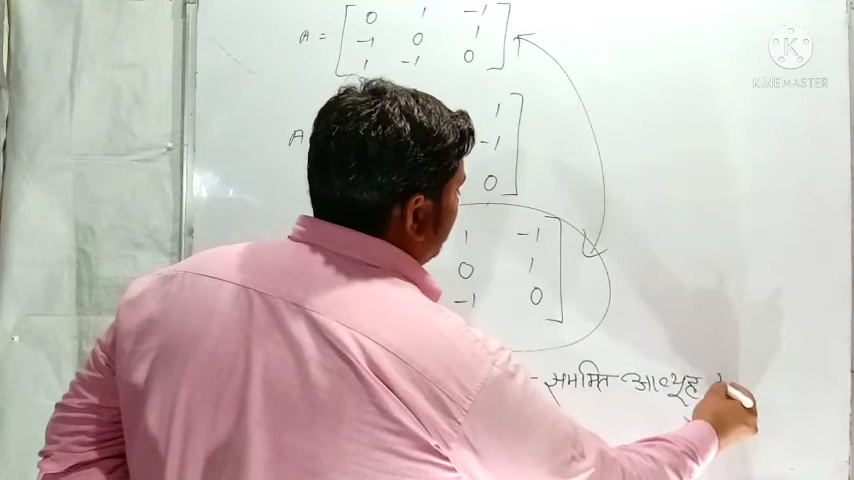 A = [ 0 1 -1
-1 0 1
1 -1 0 ]
A
1
-1
0 ]
1 -1
0 1
-1 0 ]
- सममित आव्यूह
K
KINEMASTER